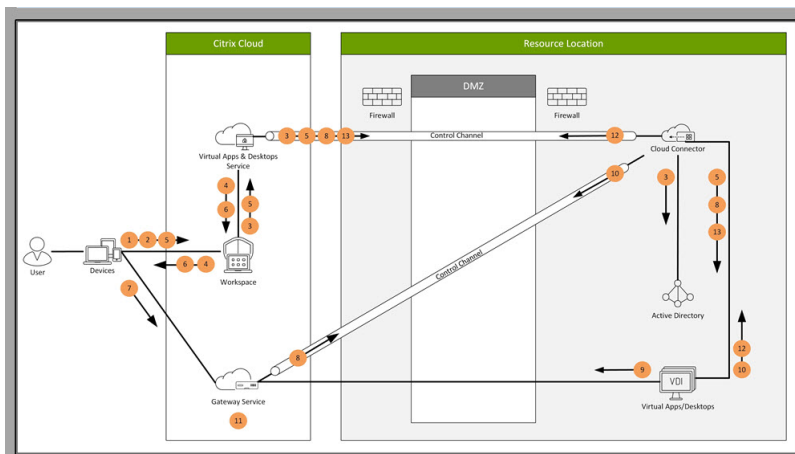 Citrix Cloud
Resource Location
DMZ
Firewall
Firewall
3 5 8 13
Control Channel
12
Virtual Apps & Desktops
Service
Cloud Connector
4
6
5
3
10
3
5
8
13
1 2 5
User
Devices
6 4
Workspace
Control Channel
7
Active Directory
8
12
10
9
VDI
Gateway Service
Virtual Apps/Desktops
11